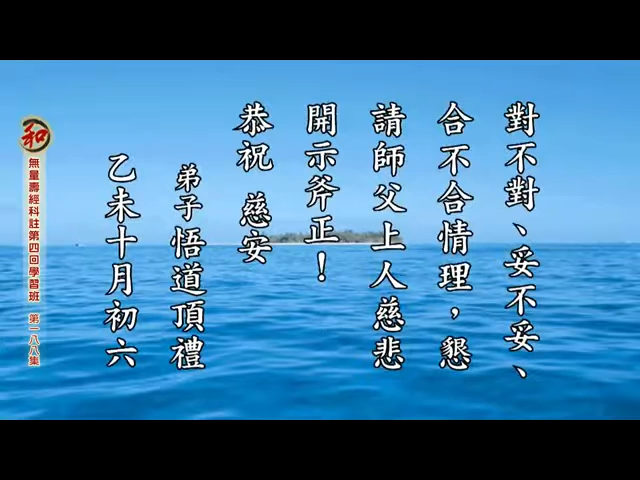 對不對、妥不妥、
合不合情理，懇
請師父上人慈悲
開示斧正！
恭祝 慈安
弟子悟道頂禮
乙未十月初六
和
無量壽經科註第四回學習班 第一八八集